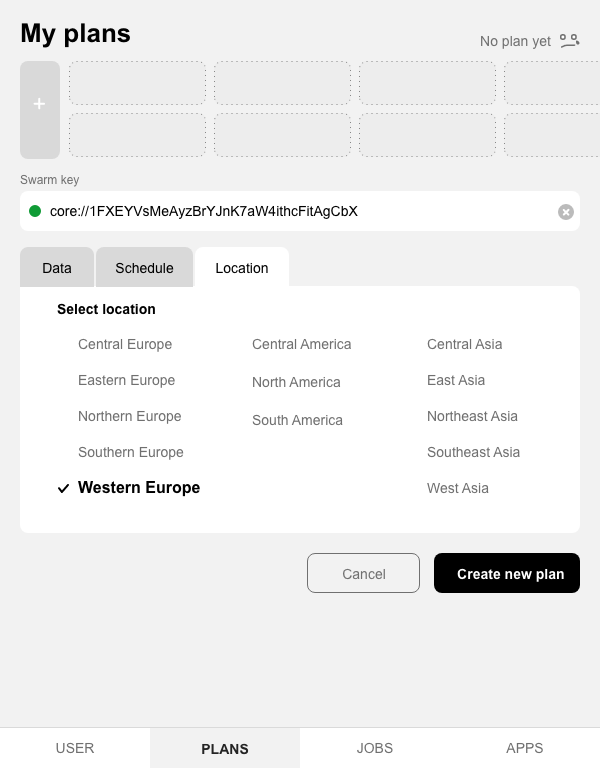 My plans
No plan yet
+
Swarm key
core://1FXEYVsMeAyzBrYJnK7aW4ithcFitAgCbX
Data
Schedule
Location
Select location
Central Europe
Eastern Europe
Northern Europe
Southern Europe
Western Europe
Central America
North America
South America
Central Asia
East Asia
Northeast Asia
Southeast Asia
West Asia
Cancel
Create new plan
USER
PLANS
JOBS
APPS